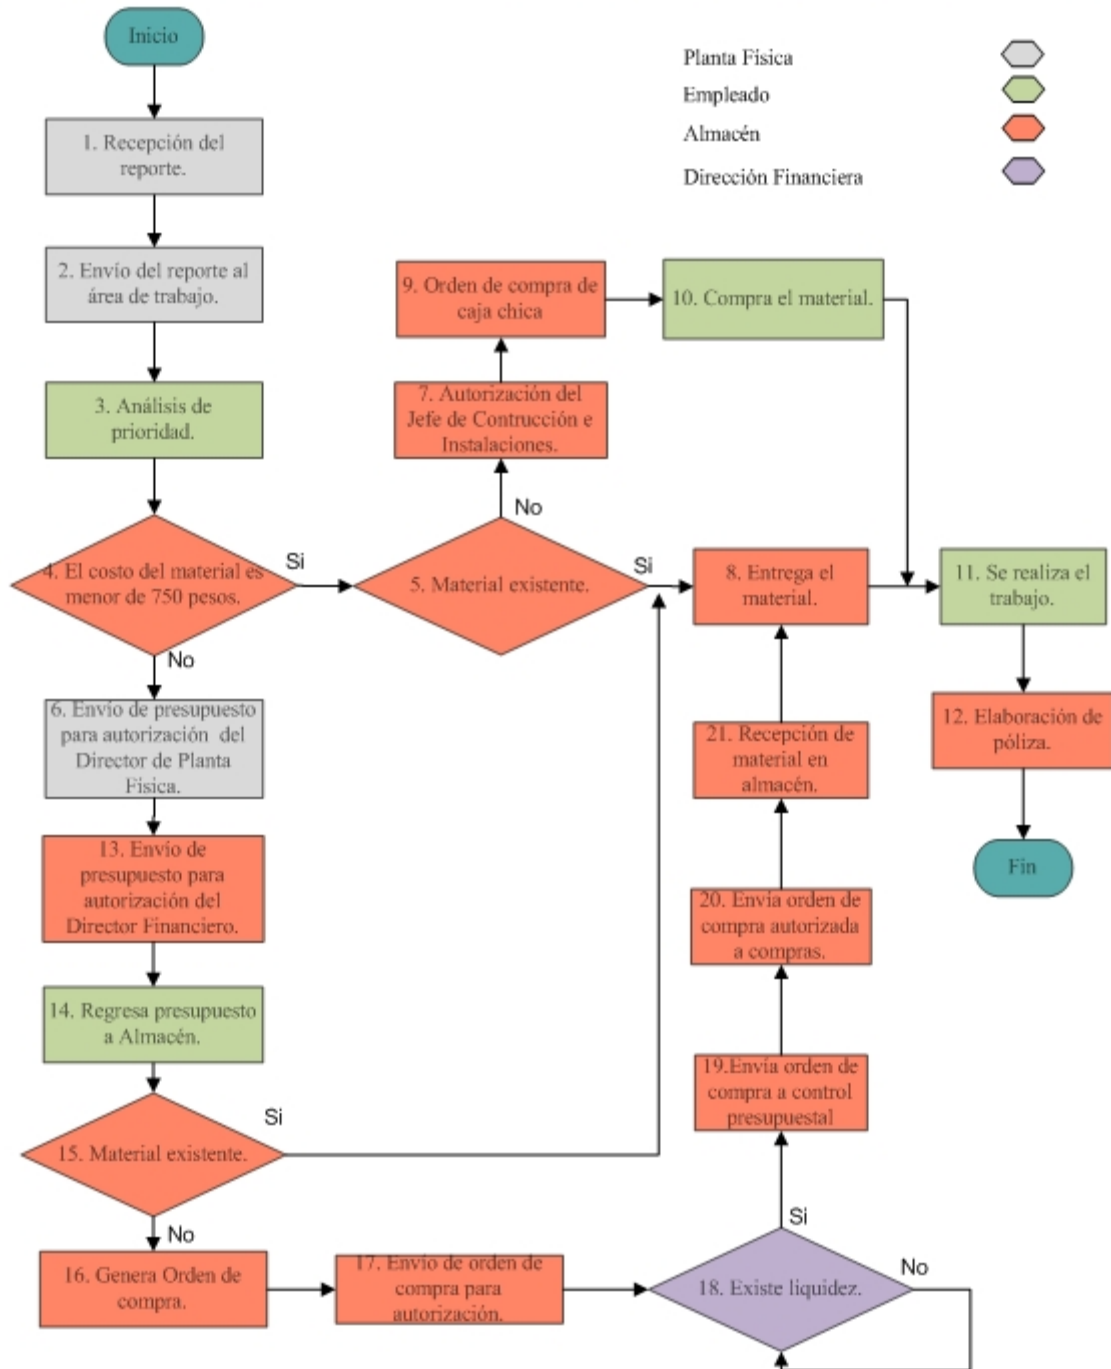 Inicio
Planta Física
Empleado
Almacén
Dirección Financiera
1. Recepción del
reporte.
2. Envío del reporte al
área de trabajo.
9. Orden de compra de
caja chica
10. Compra el material.
3. Análisis de
prioridad.
7. Autorización del
Jefe de Contrucción e
Instalaciones.
No
4. El costo del material es
menor de 750 pesos.
Si
5. Material existente.
Si
8. Entrega el
material.
11. Se realiza el
trabajo.
No
6. Envío de presupuesto
para autorización del
Director de Planta
Física.
21. Recepción de
material en
almacén.
12. Elaboración de
póliza.
13. Envío de
presupuesto para
autorización del
Director Financiero.
Fin
20. Envía orden de
compra autorizada
a compras.
14. Regresa presupuesto
a Almacén.
19.Envía orden de
compra a control
presupuestal
Si
15. Material existente.
No
Si
16. Genera Orden de
compra.
17. Envío de orden de
compra para
autorización.
18. Existe liquidez.
No